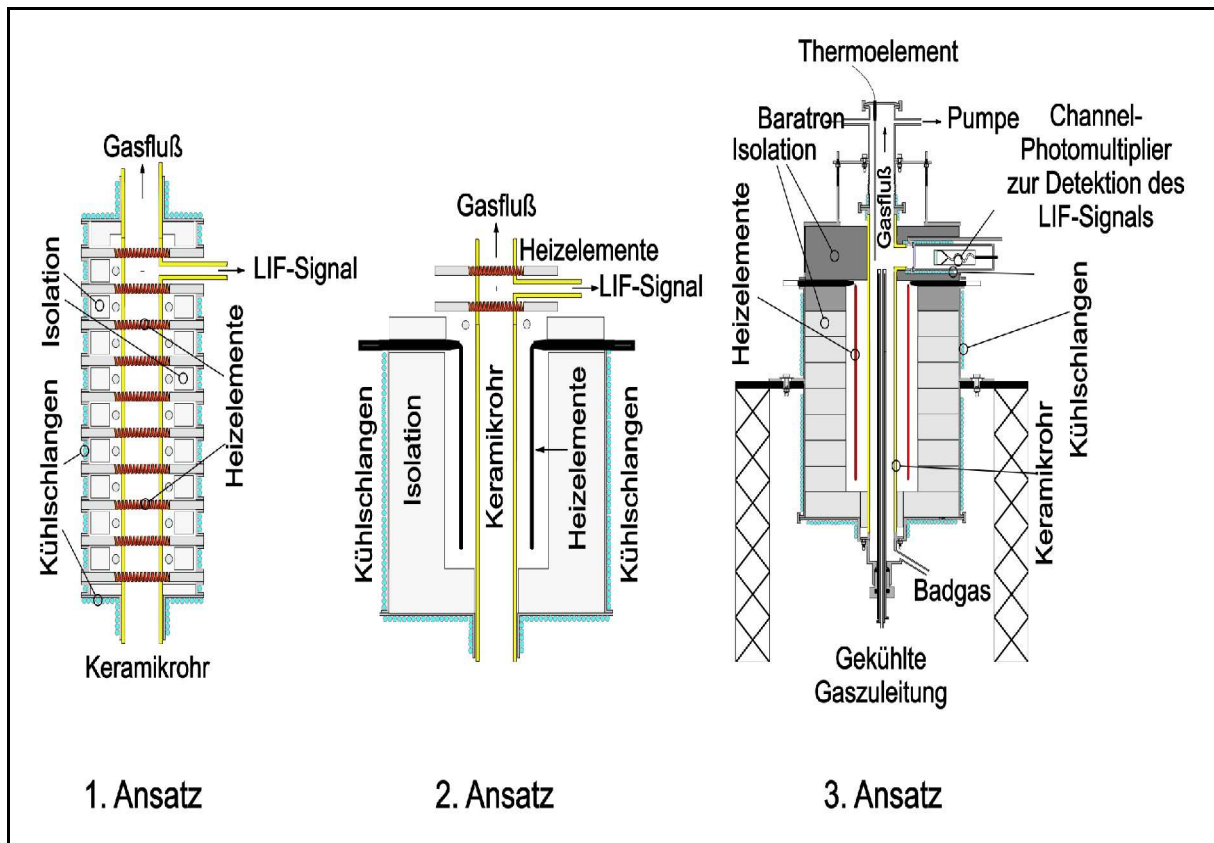 Gasfluß
Isolation
LIF-Signal
Kühlschlangen
Heizelemente
Keramikrohr
1. Ansatz
Gasfluß
Heizelemente
LIF-Signal
Kühlschlangen
Isolation
Keramikrohr
Heizelemente
Kühlschlangen
2. Ansatz
Thermoelement
Baratron
Pumpe
Isolation
Channel-
Photomultiplier
zur Detektion des
LIF-Signals
Gasfluß
Heizelemente
Kühlschlangen
Keramikrohr
Badgas
Gekühlte
Gaszuleitung
3. Ansatz